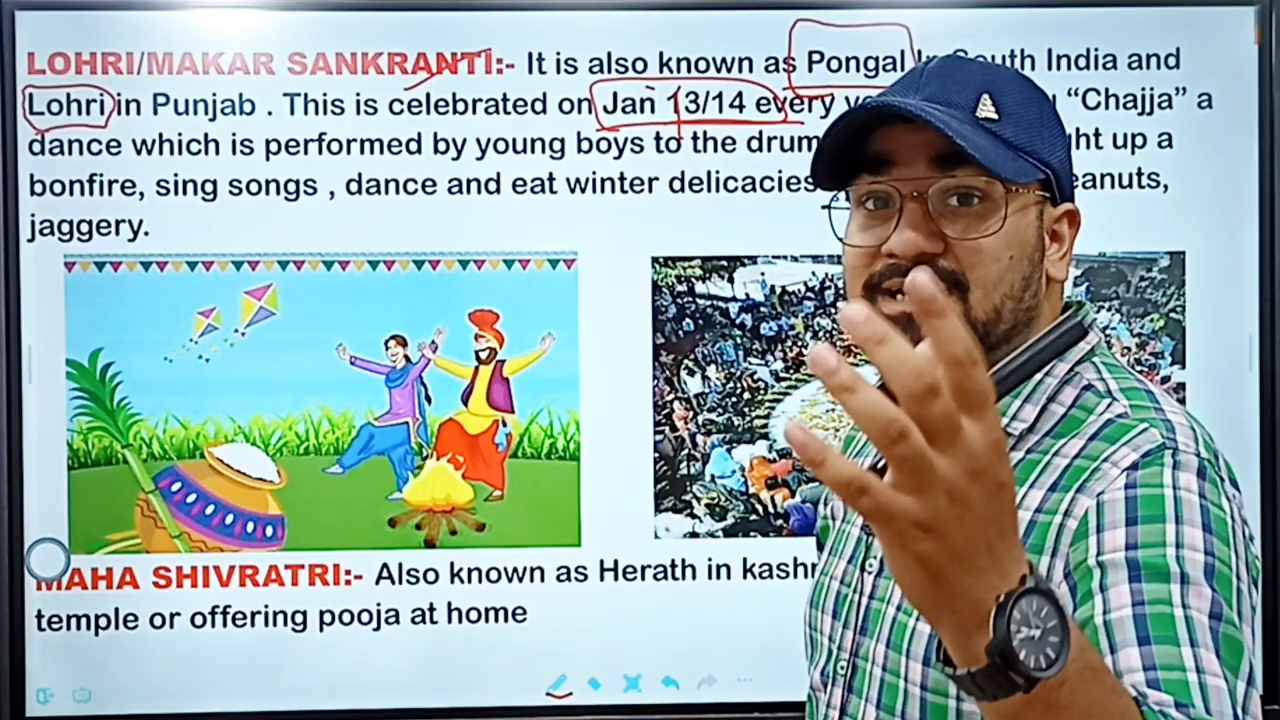 LOHRI/MAKAR SANKRANTI:- It is also known as Pongal In South India and
Lohri in Punjab . This is celebrated on Jan 13/14 every “Chajja” a
dance which is performed by young boys to the drum up a
bonfire, sing songs , dance and eat winter delicacies
jaggery.
MAHA SHIVRATRI:- Also known as Herath in
temple or offering pooja at home